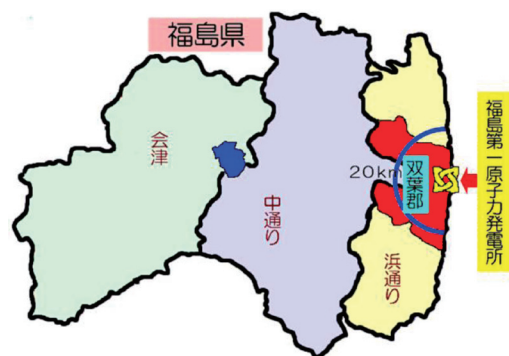 福島県
会津
中通り
浜通り
20km
双葉郡
福島第一原子力発電所